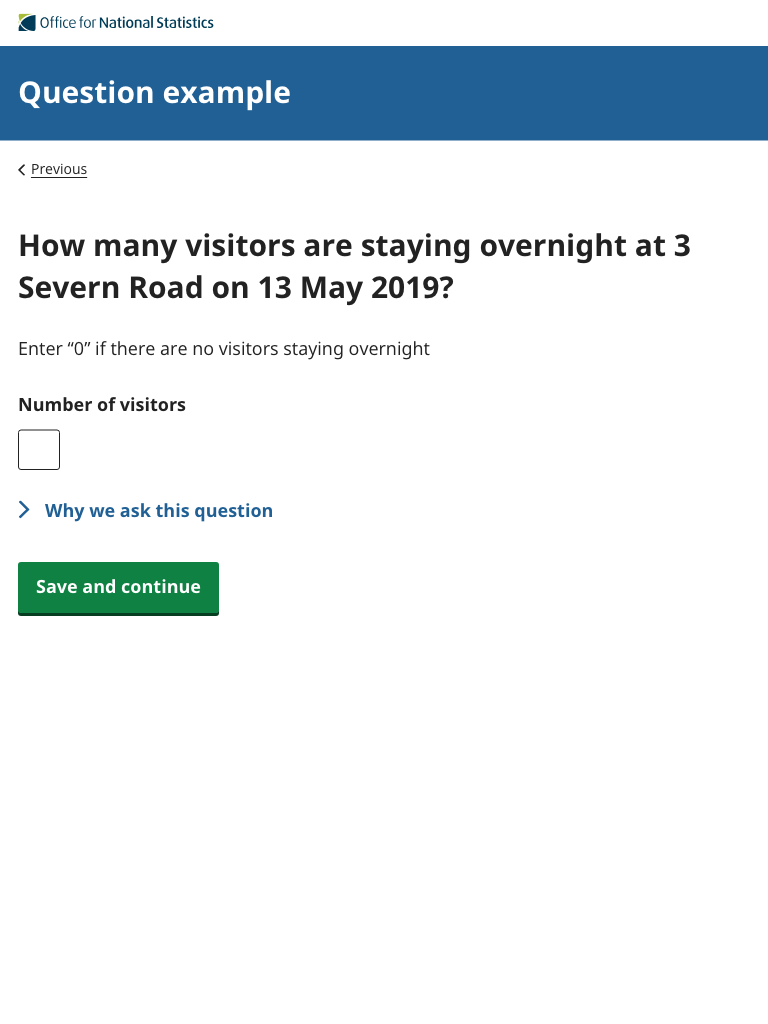 Office for National Statistics
Question example
Previous
How many visitors are staying overnight at 3
Severn Road on 13 May 2019?
Enter “0” if there are no visitors staying overnight
Number of visitors
Why we ask this question
Save and continue